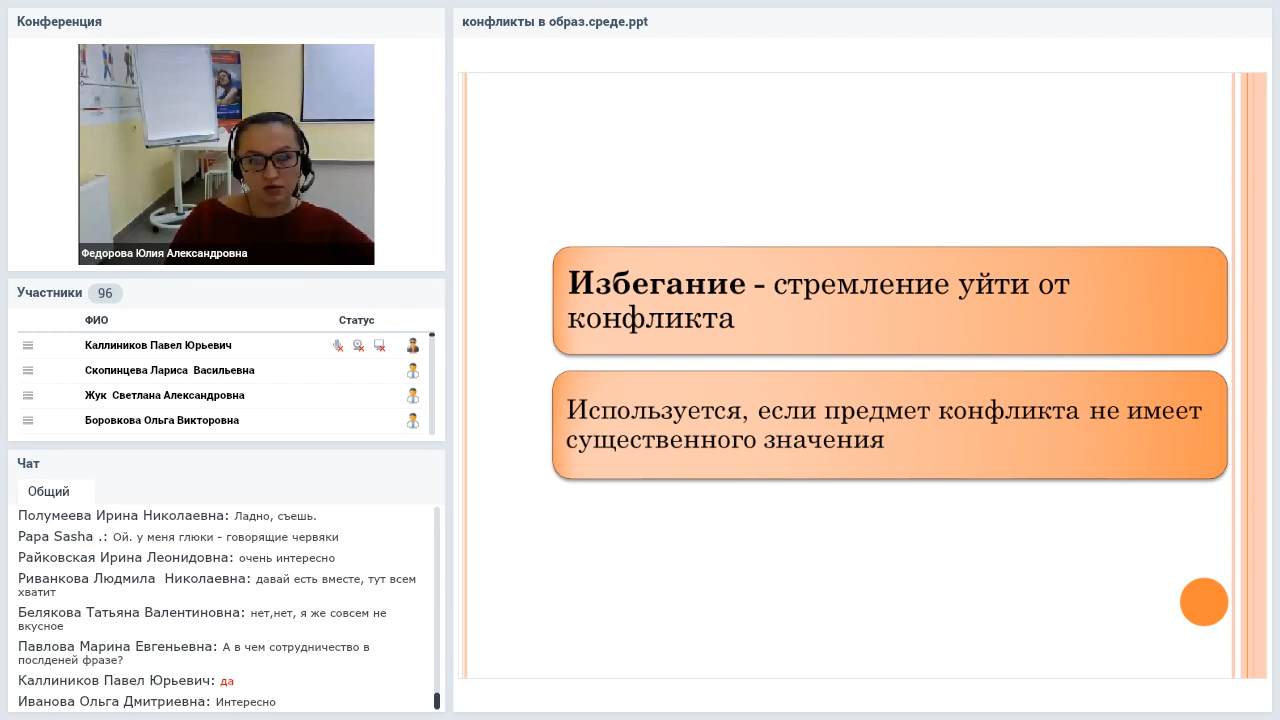 Конференция
Федорова Юлия Александровна
Участники 96
ФИО Статус
Каллиников Павел Юрьевич
Скопинцева Лариса Васильевна
Жук Светлана Александровна
Боровкова Ольга Викторовна
Чат
Общий
Полумеева Ирина Николаевна: Ладно, съешь.
Papa Sasha .: Ой. у меня глюки - говорящие червяки
Райковская Ирина Леонидовна: очень интересно
Риванкова Людмила Николаевна: давай есть вместе, тут всем
хватит
Белякова Татьяна Валентиновна: нет,нет, я же совсем не
вкусное
Павлова Марина Евгеньевна: А в чем сотрудничество в
послденей фразе?
Каллиников Павел Юрьевич: да
Иванова Ольга Дмитриевна: Интересно
конфликты в образ.среде.ppt
Избегание - стремление уйти от
конфликта
Используется, если предмет конфликта не имеет
существенного значения